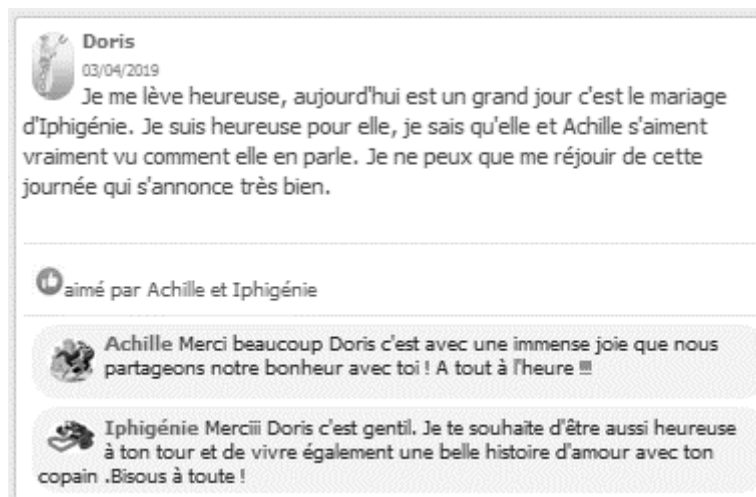 Doris
03/04/2019
Je me lève heureuse, aujourd'hui est un grand jour c'est le mariage
d'Iphigénie. Je suis heureuse pour elle, je sais qu'elle et Achille s'aiment
vraiment vu comment elle en parle. Je ne peux que me réjouir de cette
journée qui s'annonce très bien.
aimé par Achille et Iphigénie
Achille Merci beaucoup Doris c'est avec une immense joie que nous
partageons notre bonheur avec toi ! A tout à l'heure !!!
Iphigénie Merciii Doris c'est gentil. Je te souhaite d'être aussi heureuse
à ton tour et de vivre également une belle histoire d'amour avec ton
copain .Bisous à toute !